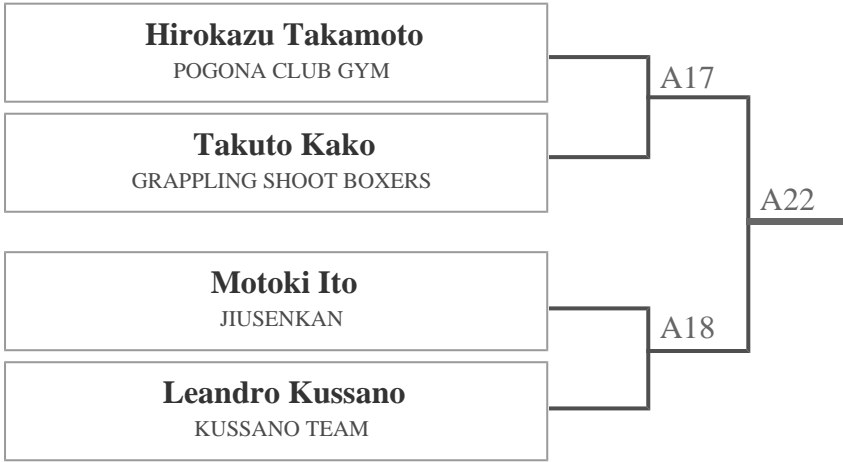 Hirokazu Takamoto
POGONA CLUB GYM
A17
Takuto Kako
GRAPPLING SHOOT BOXERS
A22
Motoki Ito
JIUSENKAN
A18
Leandro Kussano
KUSSANO TEAM